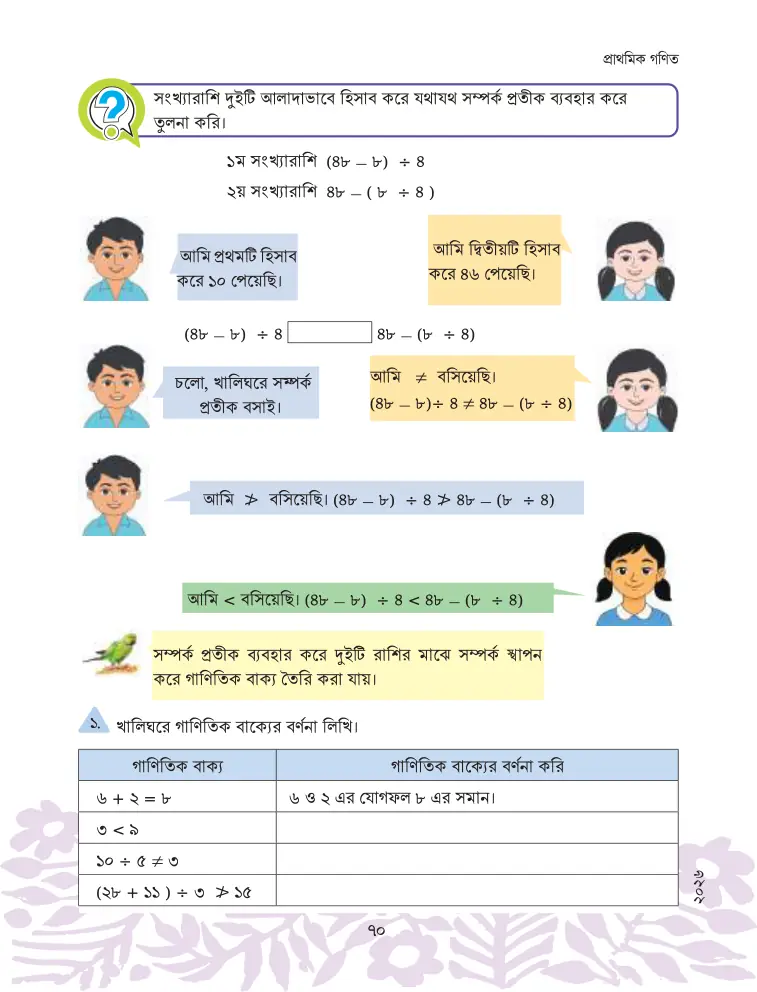 প্রাথমিক গণিত
সংখ্যারাশি দুইটি আলাদাভাবে হিসাব করে যথাযথ সম্পর্ক প্রতীক ব্যবহার করে
তুলনা করি।
১ম সংখ্যারাশি (৪৮ – ৮) ÷ ৪
২য় সংখ্যারাশি ৪৮ – ( ৮ ÷ ৪ )
আমি প্রথমটি হিসাব
করে ১০ পেয়েছি।
আমি দ্বিতীয়টি হিসাব
করে ৪৬ পেয়েছি।
(৪৮ – ৮) ÷ ৪ ৪৮ – (৮ ÷ ৪)
চলো, খালিঘরে সম্পর্ক
প্রতীক বসাই।
আমি ≠ বসিয়েছি।
(৪৮ – ৮)÷ ৪ ≠ ৪৮ – (৮ ÷ ৪)
আমি ≯ বসিয়েছি। (৪৮ – ৮) ÷ ৪ ≯ ৪৮ – (৮ ÷ ৪)
আমি < বসিয়েছি। (৪৮ – ৮) ÷ ৪ < ৪৮ – (৮ ÷ ৪)
সম্পর্ক প্রতীক ব্যবহার করে দুইটি রাশির মাঝে সম্পর্ক স্থাপন
করে গাণিতিক বাক্য তৈরি করা যায়।
১. খালিঘরে গাণিতিক বাক্যের বর্ণনা লিখি।
গাণিতিক বাক্য গাণিতিক বাক্যের বর্ণনা করি
৬ + ২ = ৮ ৬ ও ২ এর যোগফল ৮ এর সমান।
৩ < ৯
১০ ÷ ৫ ≠ ৩
(২৮ + ১১ ) ÷ ৩ ≯ ১৫
২০২৬
৭০